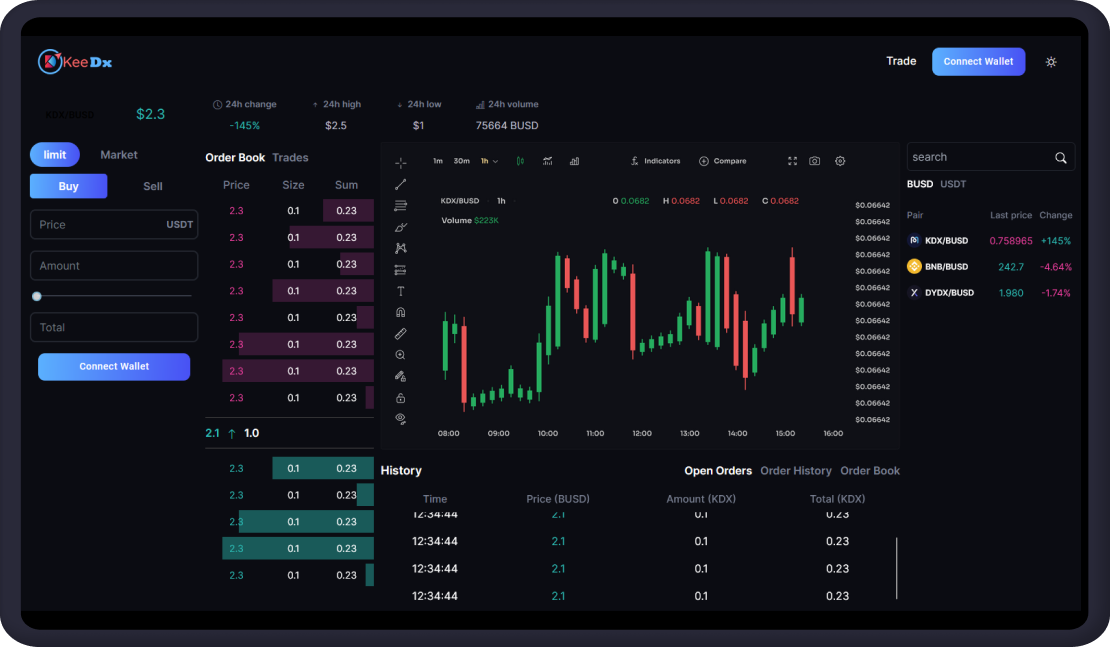 KeeDx
Trade
Connect Wallet
KDX/BUSD
$2.3
24h change
-145%
24h high
$2.5
24h low
$1
24h volume
75664 BUSD
limit
Market
Buy
Sell
Price
USDT
Amount
Total
Connect Wallet
Order Book Trades
Price Size Sum
2.3 0.1 0.23
2.3 0.1 0.23
2.3 0.1 0.23
2.3 0.1 0.23
2.3 0.1 0.23
2.3 0.1 0.23
2.3 0.1 0.23
2.3 0.1 0.23
2.1 ↑ 1.0
2.3 0.1 0.23
2.3 0.1 0.23
2.3 0.1 0.23
2.3 0.1 0.23
2.3 0.1 0.23
1m 30m 1h
Indicators
Compare
KDX/BUSD 1h
O 0.0682 H 0.0682 L 0.0682 C 0.0682
Volume $223K
$0.06642
$0.06642
$0.06642
$0.06642
$0.06642
$0.06642
$0.06642
$0.06642
$0.06642
$0.06642
$0.06642
$0.06642
$0.06642
$0.06642
08:00 09:00 10:00 11:00 12:00 13:00 14:00 15:00 16:00
History
Open Orders Order History Order Book
Time Price (BUSD) Amount (KDX) Total (KDX)
12:34:44 2.1 0.1 0.23
12:34:44 2.1 0.1 0.23
12:34:44 2.1 0.1 0.23
12:34:44 2.1 0.1 0.23
search
BUSD USDT
Pair Last price Change
KDX/BUSD 0.758965 +145%
BNB/BUSD 242.7 -4.64%
DYDX/BUSD 1.980 -1.74%